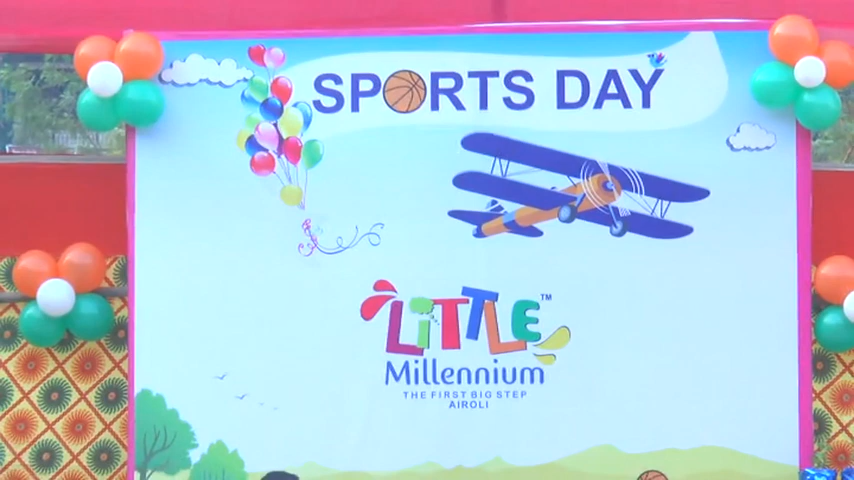 SPORTS DAY
LiTTLE™
Millennium
THE FIRST BIG STEP
AIROLI